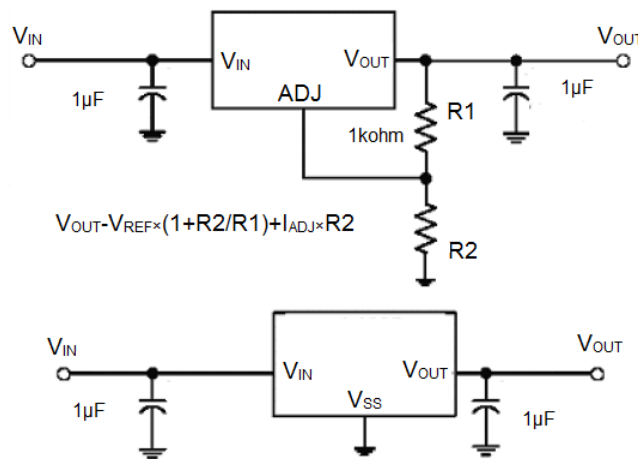 VIN
VOUT
VIN
VOUT
ADJ
1µF
R1
1kohm
1µF
VOUT-VREF×(1+R2/R1)+IADJ×R2
R2
VIN
VOUT
VIN
VOUT
VSS
1µF
1µF